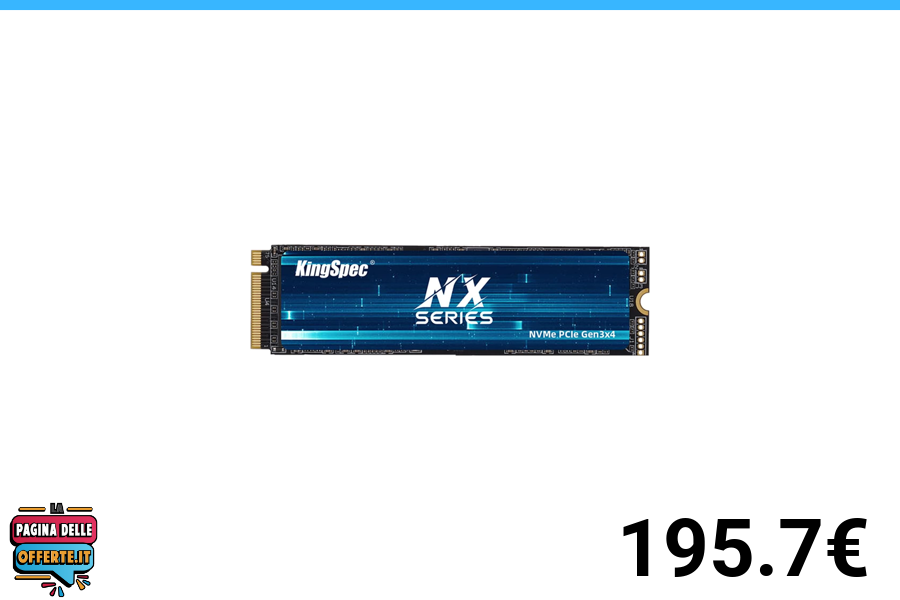 KingSpec®
NX
SERIES
NVMe PCIe Gen3x4
LA
PAGINA DELLE
OFFERTE.IT
195.7€